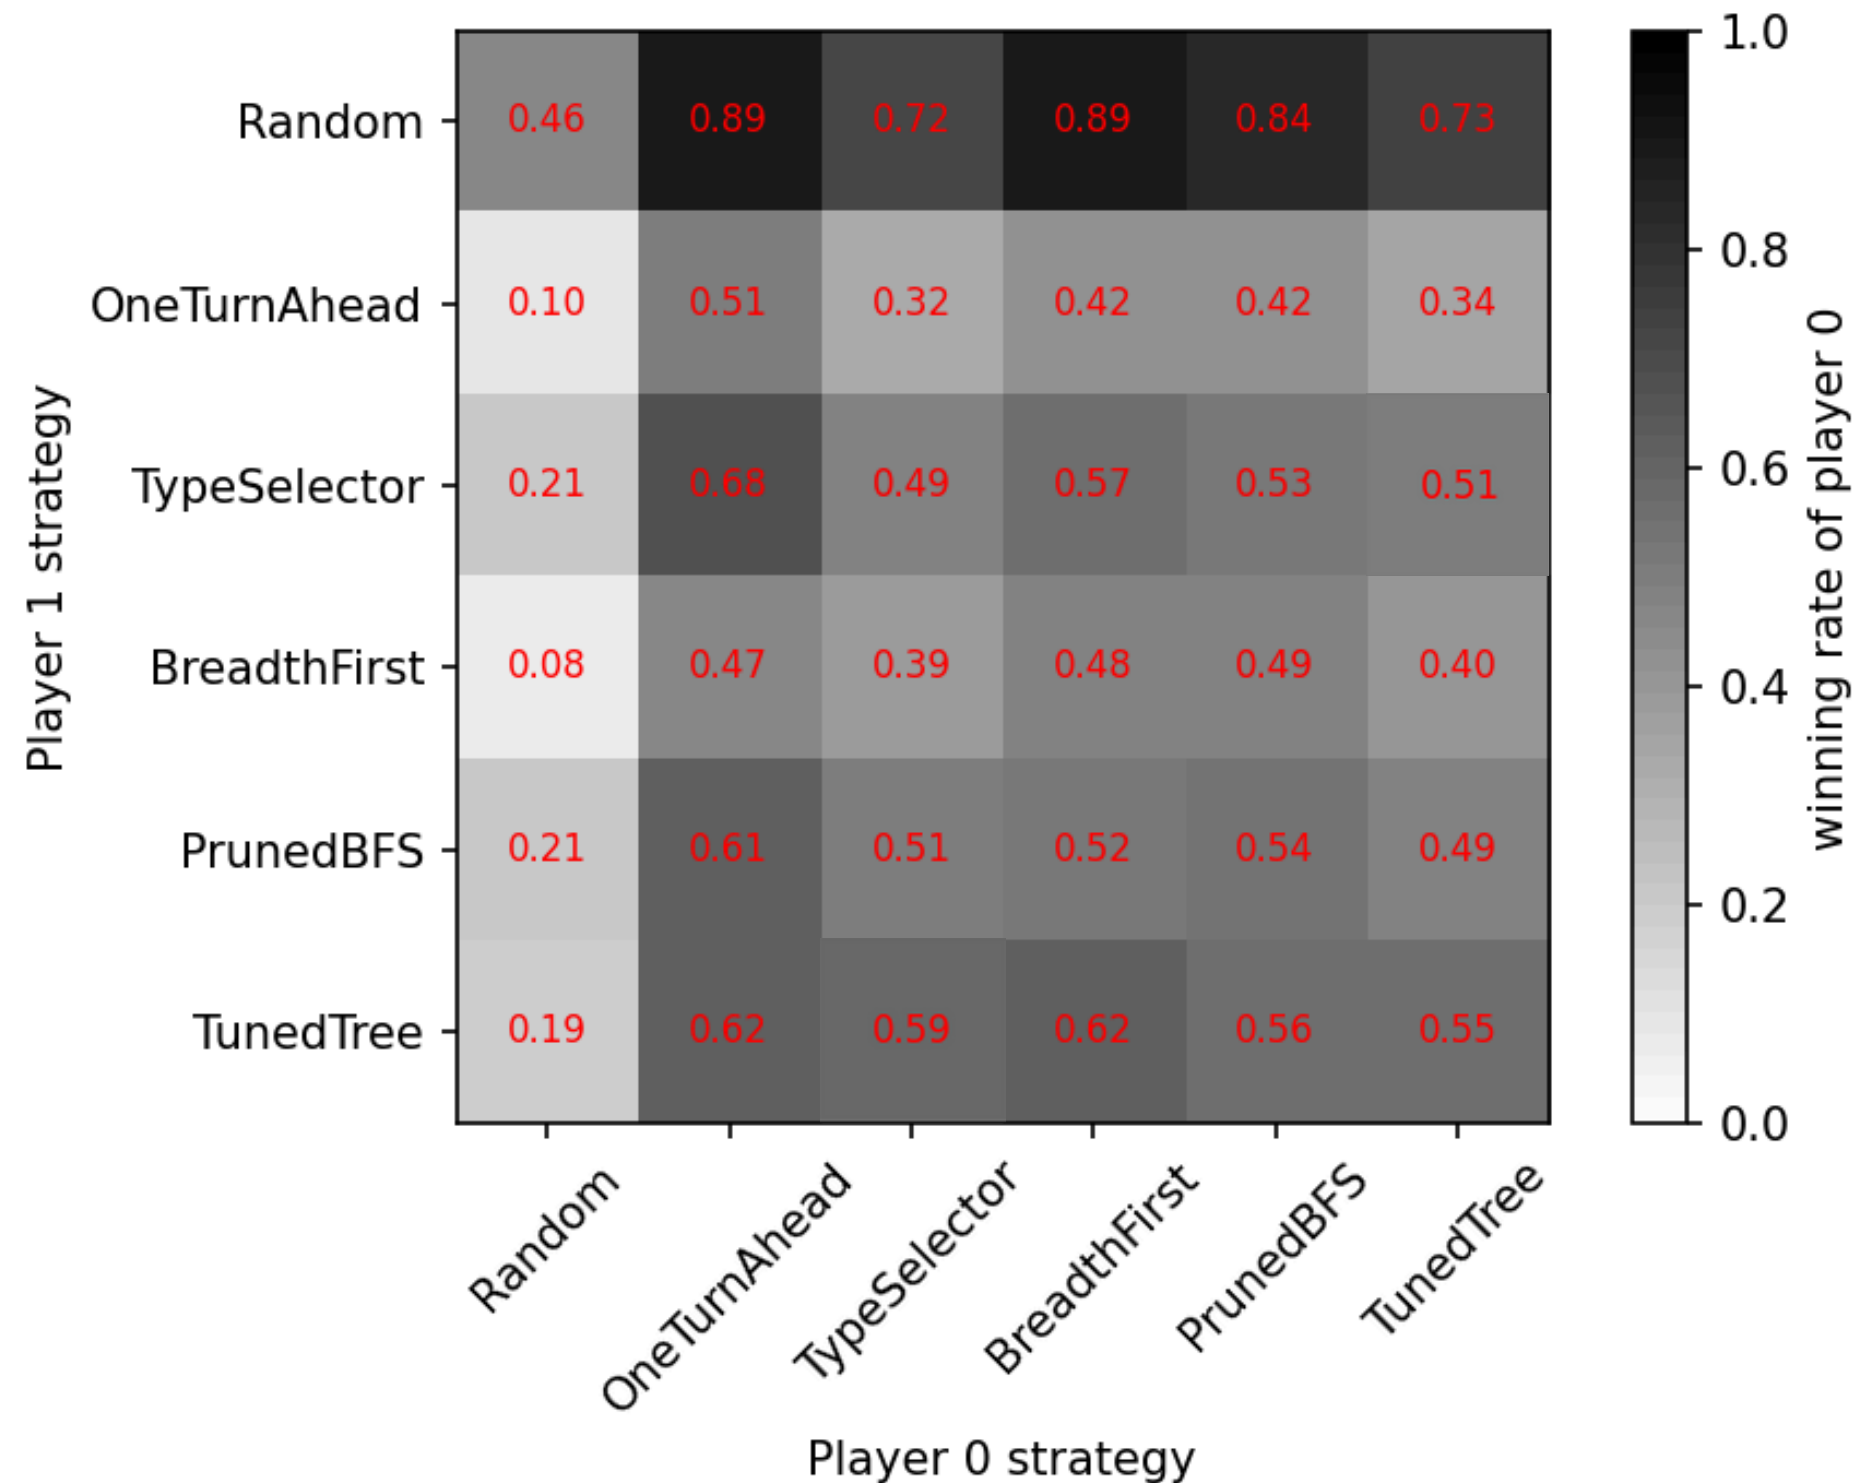 Random 0.46 0.89 0.72 0.89 0.84 0.73
OneTurnAhead 0.10 0.51 0.32 0.42 0.42 0.34
TypeSelector 0.21 0.68 0.49 0.57 0.53 0.51
BreadthFirst 0.08 0.47 0.39 0.48 0.49 0.40
PrunedBFS 0.21 0.61 0.51 0.52 0.54 0.49
TunedTree 0.19 0.62 0.59 0.62 0.56 0.55
Player 1 strategy
Random
OneTurnAhead
TypeSelector
BreadthFirst
PrunedBFS
TunedTree
Player 0 strategy
1.0
0.8
0.6
0.4
0.2
0.0
winning rate of player 0